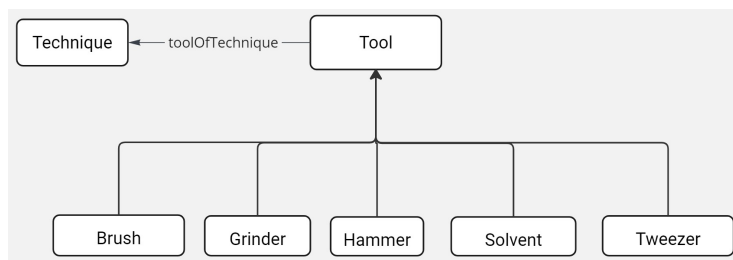 Technique
toolOfTechnique
Tool
Brush
Grinder
Hammer
Solvent
Tweezer